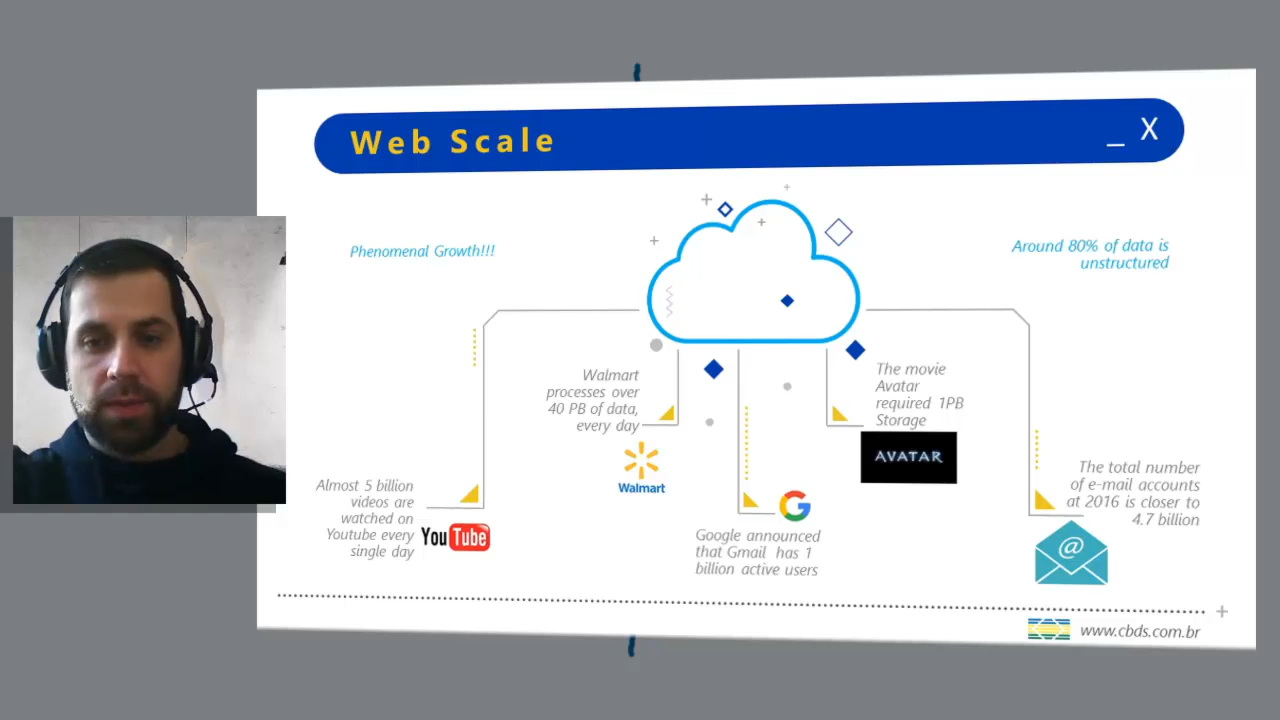 Web Scale
_ X
Phenomenal Growth!!!
Around 80% of data is
unstructured
Walmart
processes over
40 PB of data,
every day
Walmart
The movie
Avatar
required 1PB
Storage
AVATAR
Almost 5 billion
videos are
watched on
Youtube every
single day
YouTube
Google announced
that Gmail has 1
billion active users
G
The total number
of e-mail accounts
at 2016 is closer to
4.7 billion
@
www.cbds.com.br